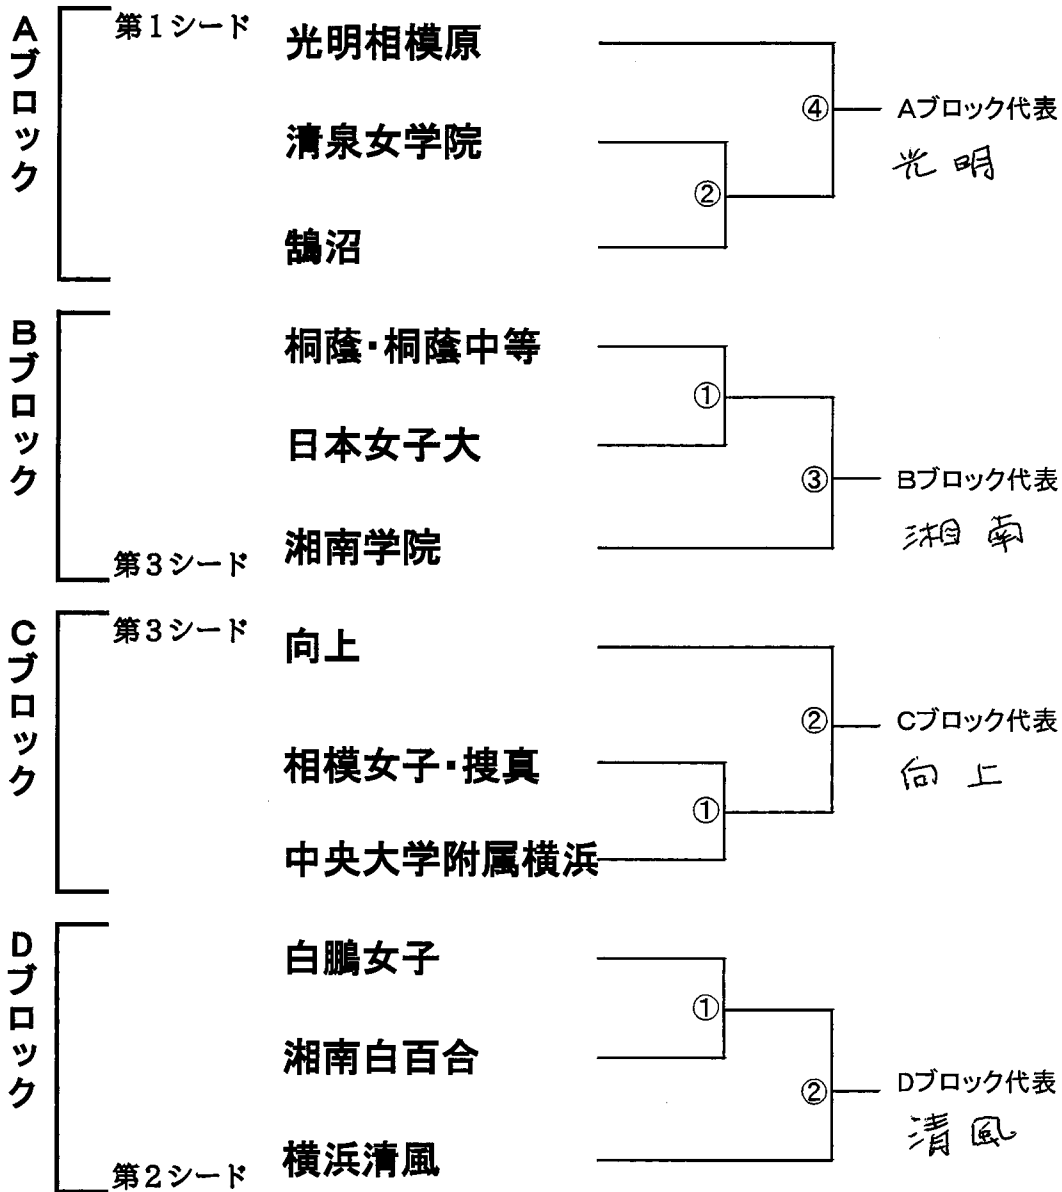 Aブロック
第1シード
光明相模原
清泉女学院
鵠沼
②
④
Aブロック代表
光明
Bブロック
桐蔭・桐蔭中等
日本女子大
第3シード
湘南学院
①
③
Bブロック代表
湘南
Cブロック
第3シード
向上
相模女子・捜真
中央大学附属横浜
①
②
Cブロック代表
向上
Dブロック
白鵬女子
湘南白百合
第2シード
横浜清風
①
②
Dブロック代表
清風